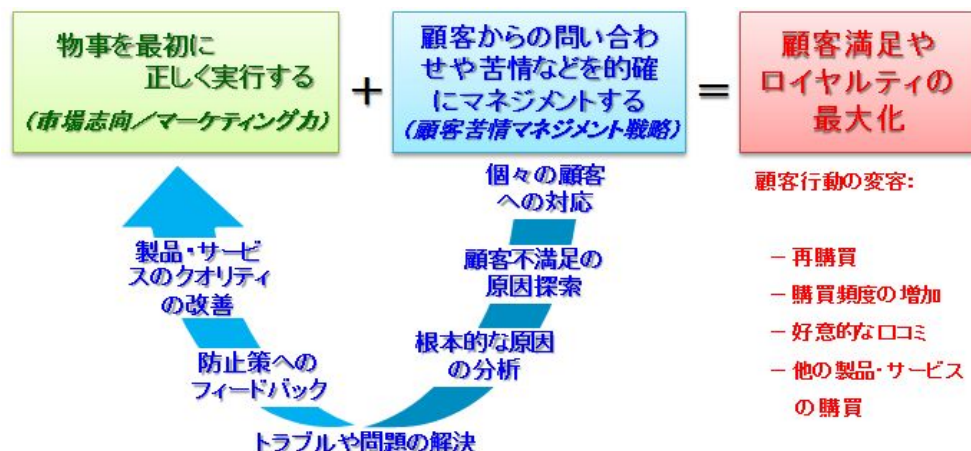 物事を最初に
正しく実行する
(市場志向／マーケティング力)
＋
顧客からの問い合わ
せや苦情などを的確
にマネジメントする
(顧客苦情マネジメント戦略)
＝
顧客満足や
ロイヤルティの
最大化
個々の顧客
への対応
顧客不満足の
原因探索
根本的な原因
の分析
トラブルや問題の解決
防止策への
フィードバック
製品・サービ
スのクオリティ
の改善
顧客行動の変容:
－再購買
－購買頻度の増加
－好意的な口コミ
－他の製品・サービス
の購買